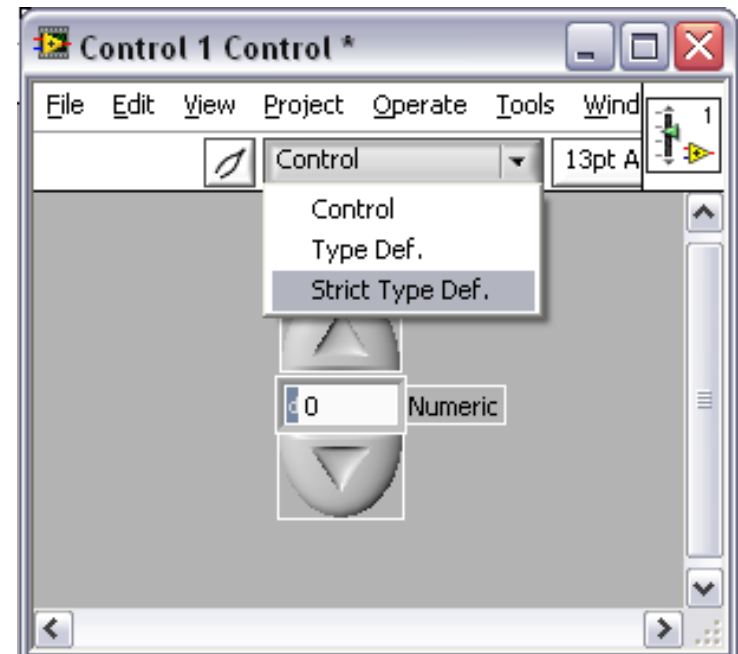 Control 1 Control *
File Edit View Project Operate Tools Wind
1
Control 13pt A
Control
Type Def.
Strict Type Def.
d 0 Numeric